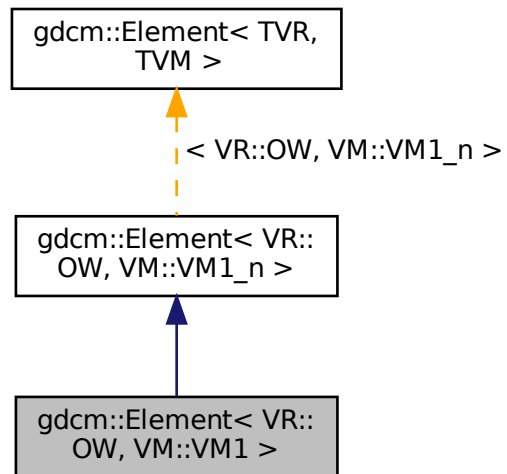 gdcm::Element< TVR,
TVM >
< VR::OW, VM::VM1_n >
gdcm::Element< VR::
OW, VM::VM1_n >
gdcm::Element< VR::
OW, VM::VM1 >